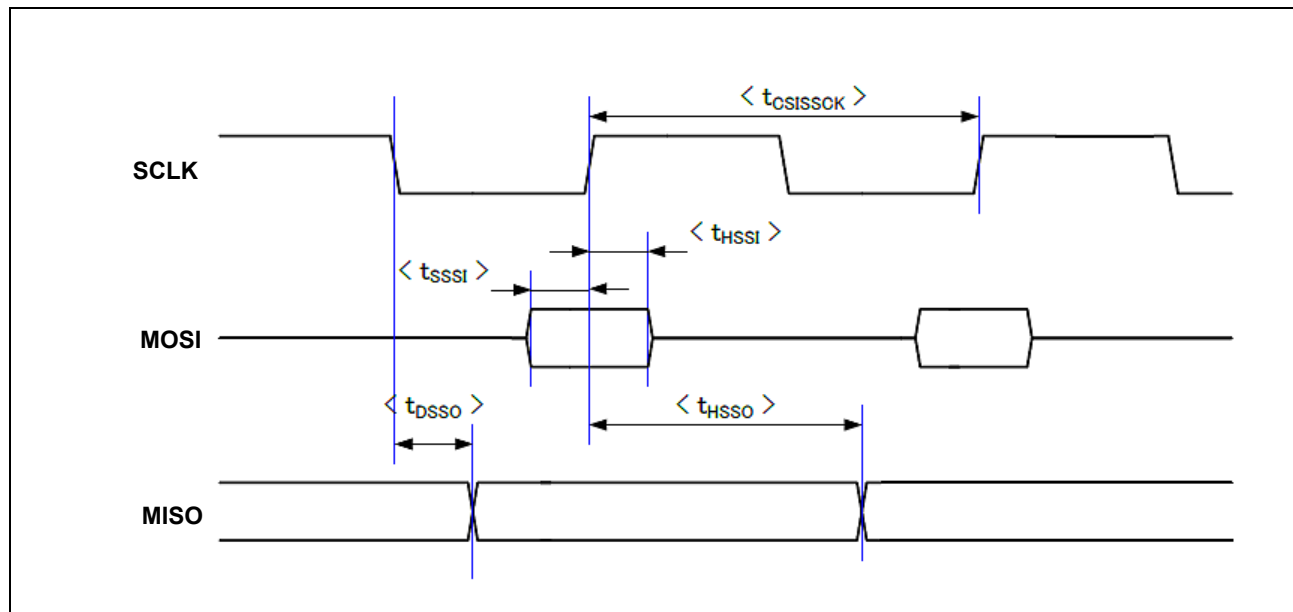 < tCSISSCK >
SCLK
< tHSSI >
< tSSSI >
MOSI
< tDSSO >
< tHSSO >
MISO